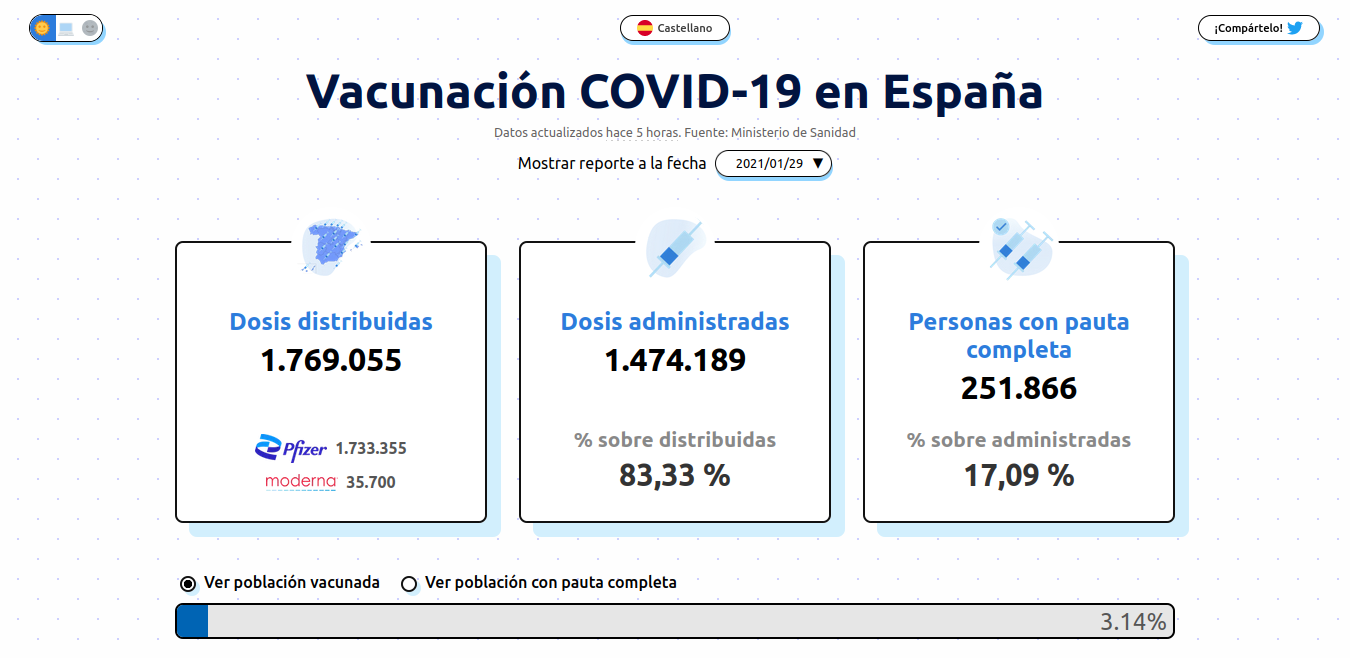 Castellano
¡Compártelo!
Vacunación COVID-19 en España
Datos actualizados hace 5 horas. Fuente: Ministerio de Sanidad
Mostrar reporte a la fecha 2021/01/29 ▼
Dosis distribuidas
1.769.055
Pfizer 1.733.355
moderna 35.700
Dosis administradas
1.474.189
% sobre distribuidas
83,33 %
Personas con pauta
completa
251.866
% sobre administradas
17,09 %
Ver población vacunada
Ver población con pauta completa
3.14%